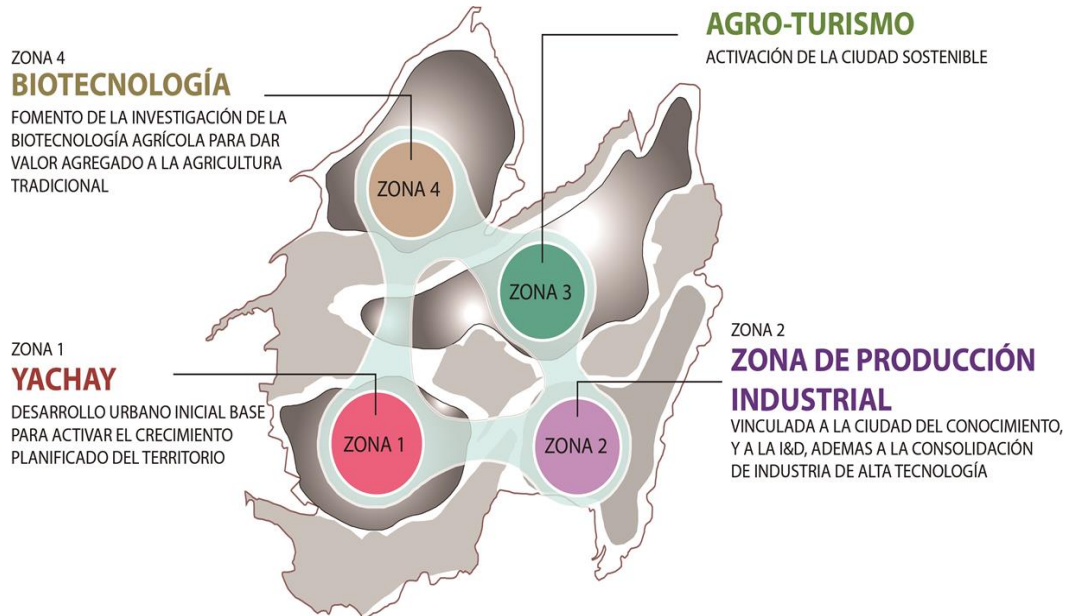 ZONA 4
BIOTECNOLOGÍA
FOMENTO DE LA INVESTIGACIÓN DE LA
BIOTECNOLOGÍA AGRÍCOLA PARA DAR
VALOR AGREGADO A LA AGRICULTURA
TRADICIONAL
AGRO-TURISMO
ACTIVACIÓN DE LA CIUDAD SOSTENIBLE
ZONA 4
ZONA 3
ZONA 1
YACHAY
DESARROLLO URBANO INICIAL BASE
PARA ACTIVAR EL CRECIMIENTO
PLANIFICADO DEL TERRITORIO
ZONA 1
ZONA 2
ZONA 2
ZONA DE PRODUCCIÓN
INDUSTRIAL
VINCULADA A LA CIUDAD DEL CONOCIMIENTO,
Y A LA I&D, ADEMAS A LA CONSOLIDACIÓN
DE INDUSTRIA DE ALTA TECNOLOGÍA